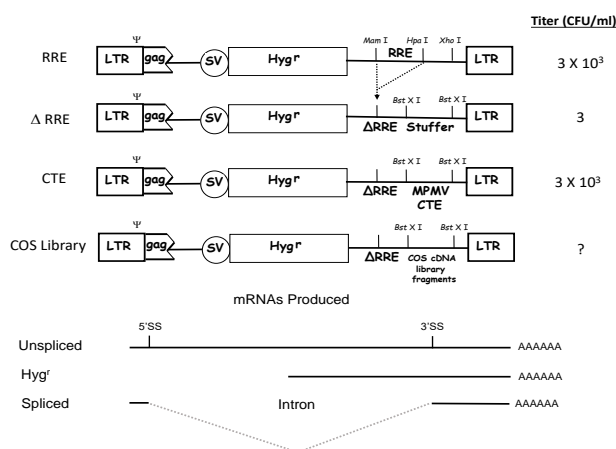 Titer (CFU/ml)
Mam I Hpa I Xho I
RRE
Ψ
RRE LTR gag SV Hygʳ LTR 3 X 10³
Bst X I Bst X I
Ψ
Δ RRE LTR gag SV Hygʳ LTR 3
ΔRRE Stuffer
Bst X I Bst X I
Ψ
CTE LTR gag SV Hygʳ LTR 3 X 10³
ΔRRE MPMV
CTE
Bst X I Bst X I
Ψ
COS Library LTR gag SV Hygʳ LTR ?
ΔRRE COS cDNA
library
fragments
mRNAs Produced
5'SS 3'SS
Unspliced AAAAAA
Hygʳ AAAAAA
Spliced Intron AAAAAA